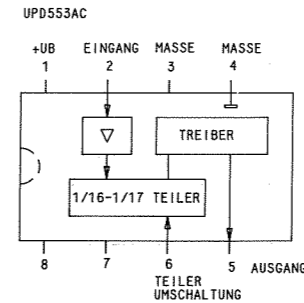 UPD553AC
+UB EINGANG MASSE MASSE
1 2 3 4
TREIBER
1/16-1/17 TEILER
8 7 6 5 AUSGANG
TEILER
UMSCHALTUNG